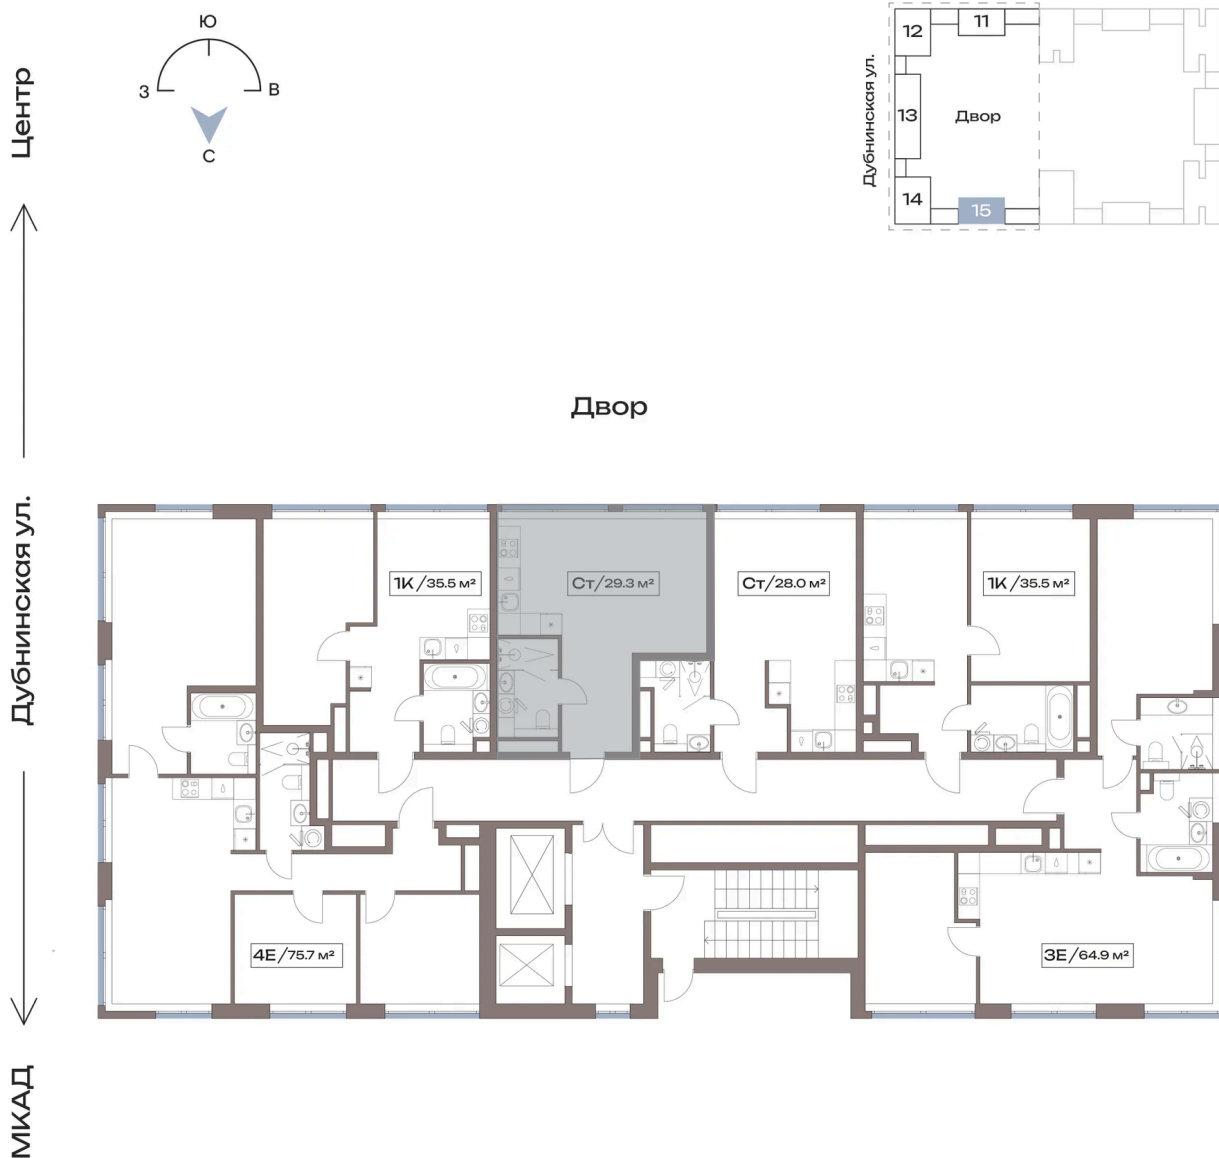 Ю
З
В
С
Центр
Дубнинская ул.
МКАД
12
11
13
Двор
14
15
Дубнинская ул.
Двор
1К/35.5 м²
Ст/29.3 м²
Ст/28.0 м²
1К/35.5 м²
4Е/75.7 м²
3Е/64.9 м²